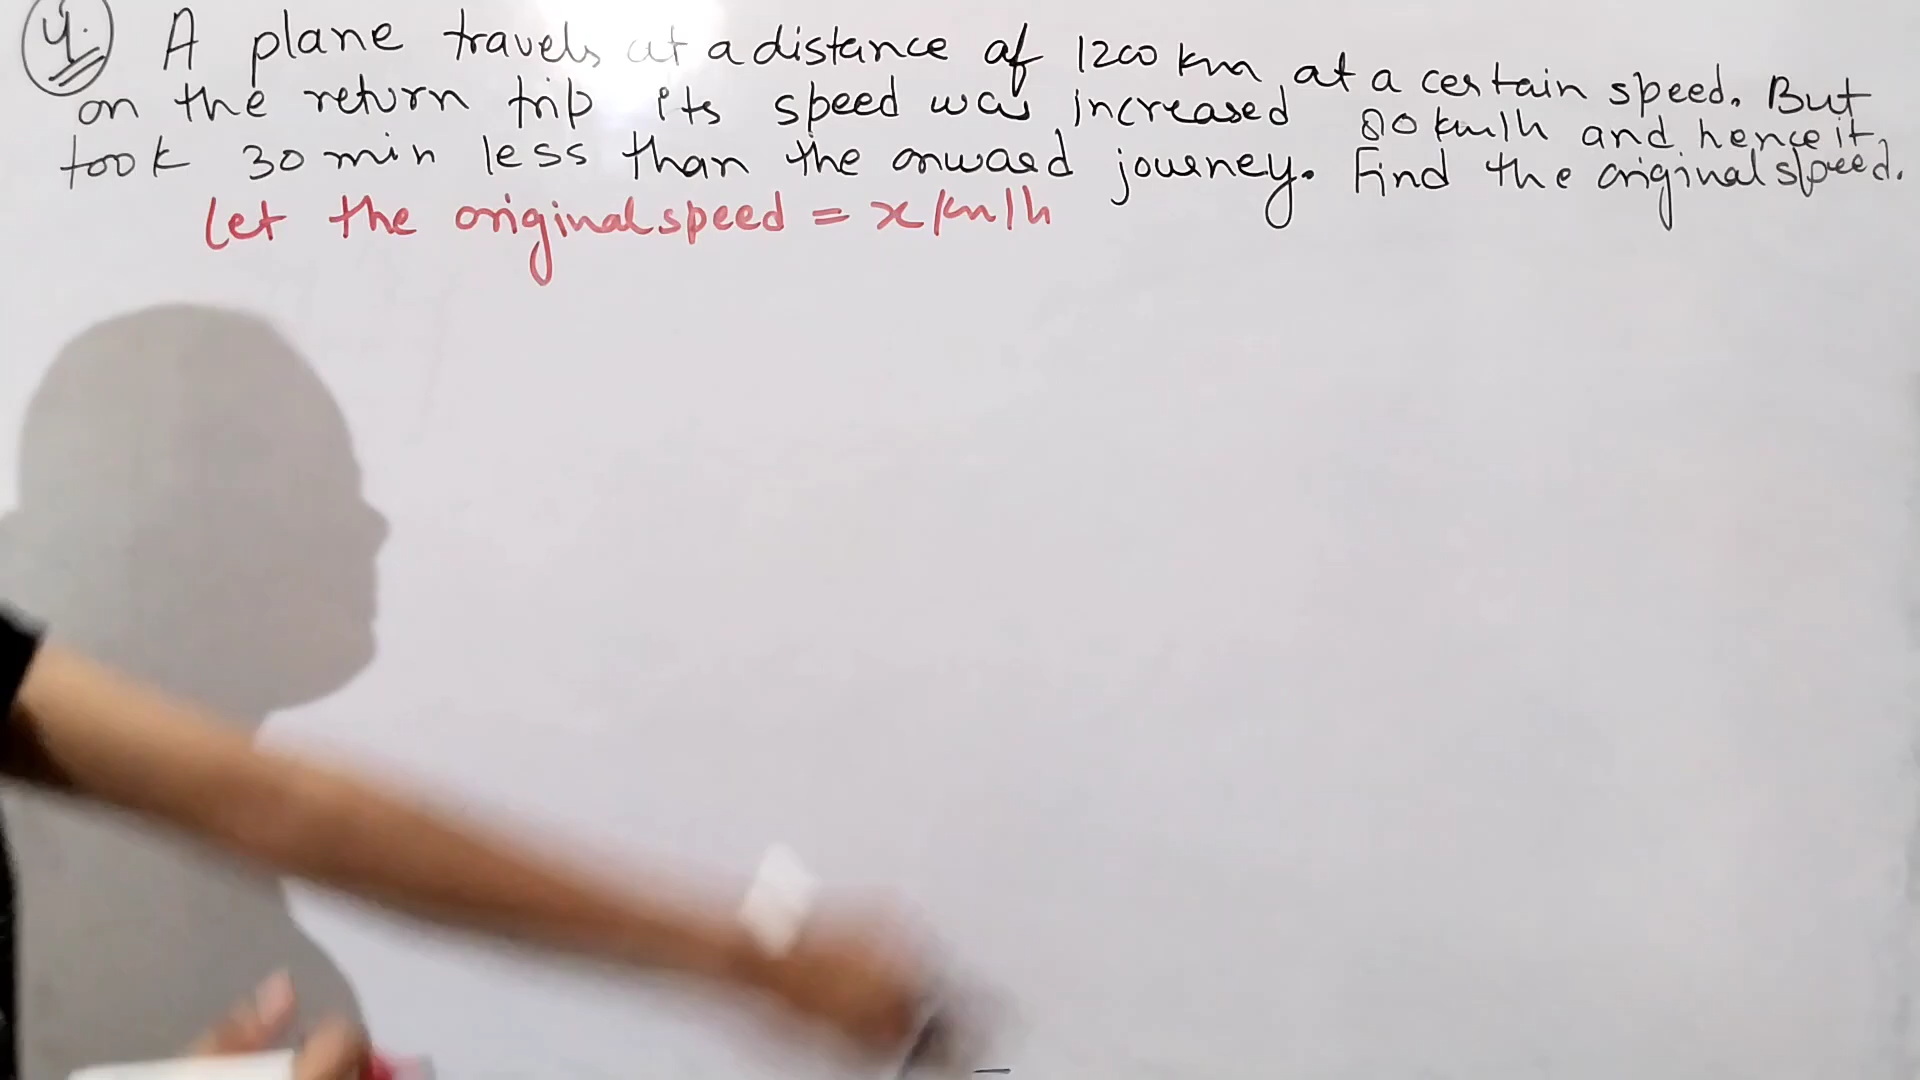 4. A plane travels at a distance of 1200 km at a certain speed. But
on the return trip its speed was increased 80 km/h and hence it
took 30 min less than the onward journey. Find the original speed.
Let the original speed = x km/h